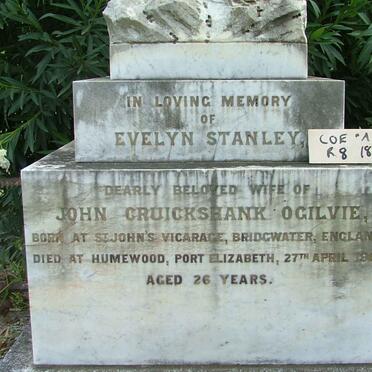 IN LOVING MEMORY
OF
EVELYN STANLEY,
COE "A
R8 18
DEARLY BELOVED WIFE OF
JOHN CRUICKSHANK OGILVIE,
BORN AT ST JOHN'S VICARAGE, BRIDGWATER, ENGLAN
DIED AT HUMEWOOD, PORT ELIZABETH, 27TH APRIL 18
AGED 26 YEARS.